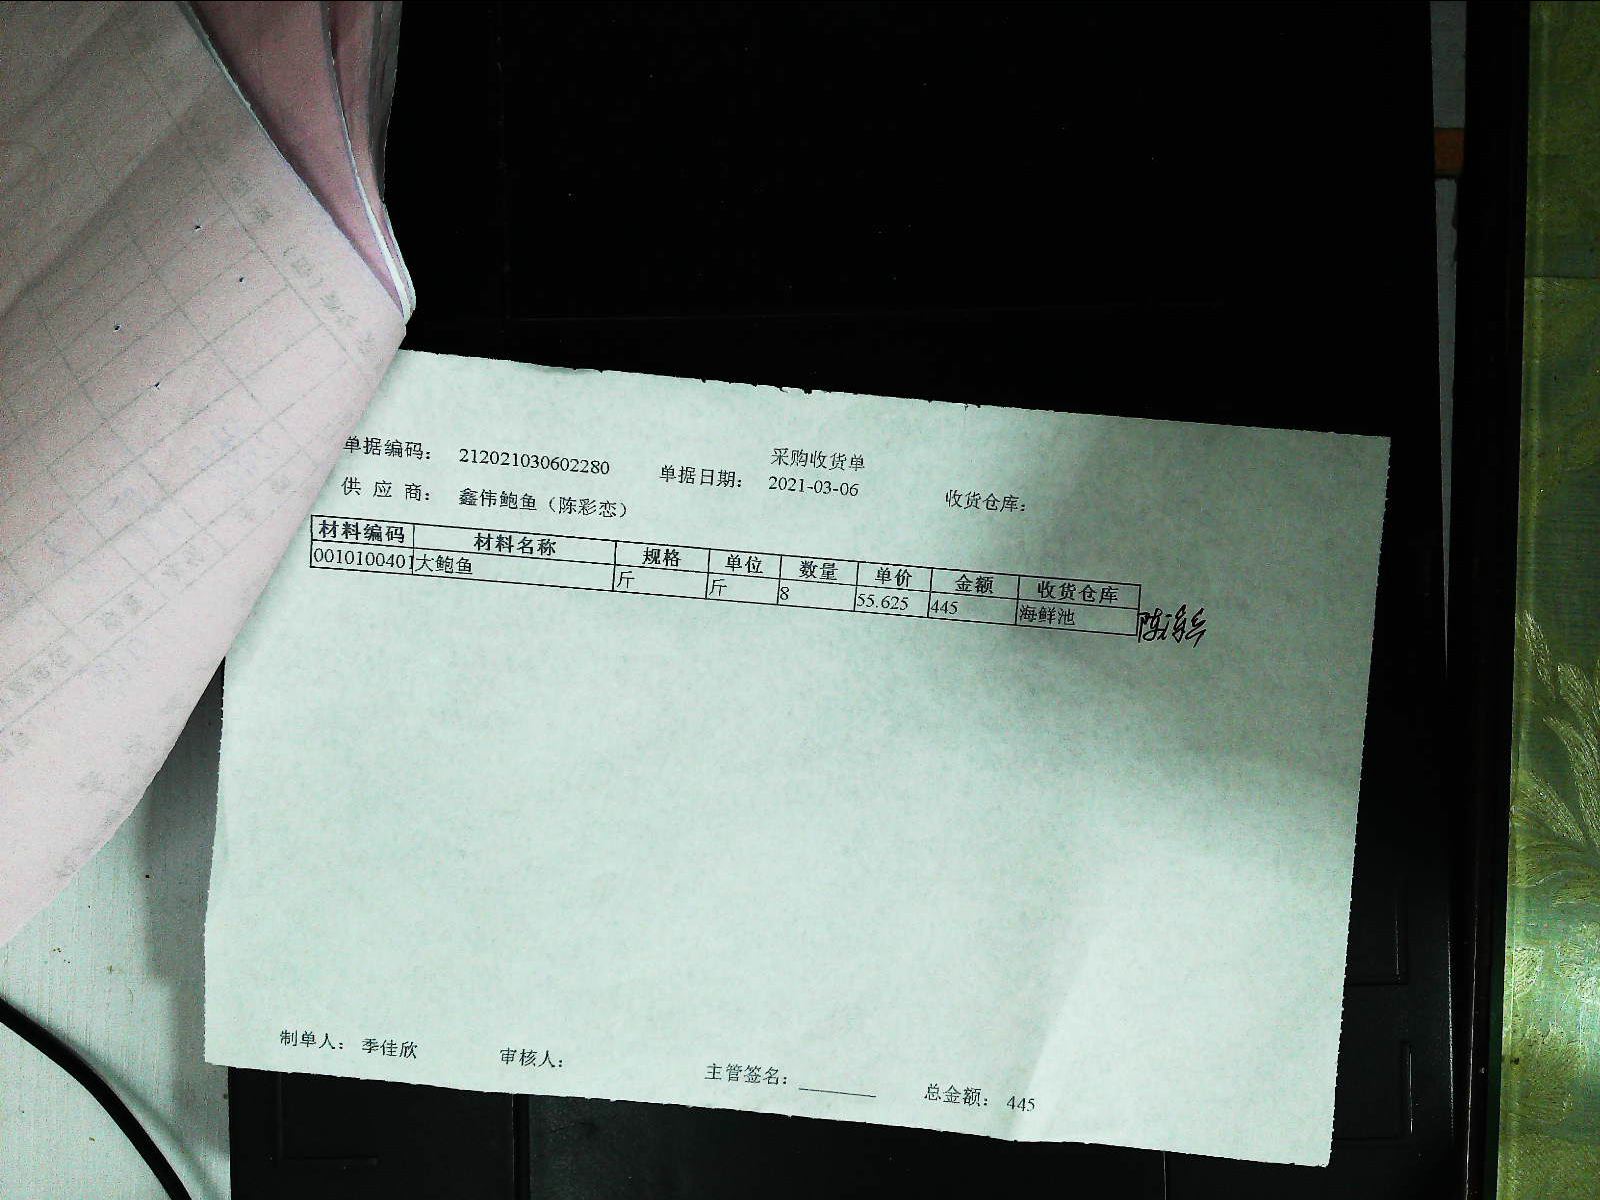 采购收货单
单据编码： 212021030602280 单据日期： 2021-03-06 收货仓库：
供 应 商： 鑫伟鲍鱼（陈彩恋）
材料编码 材料名称 规格 单位 数量 单价 金额 收货仓库
0010100401 大鲍鱼 斤 斤 8 55.625 445 海鲜池
制单人： 季佳欣 审核人： 主管签名： 总金额： 445